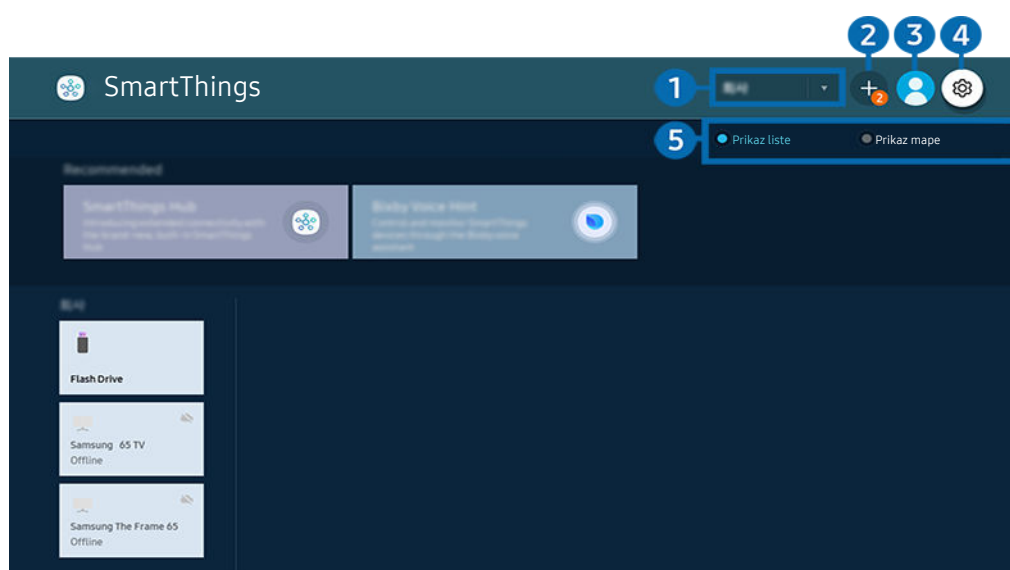 2 3 4
SmartThings
1
2
5
Prikaz liste
Prikaz mape
Recommended
SmartThings Hub
Bixby Voice Hint
Flash Drive
Samsung 65 TV
Offline
Samsung The Frame 65
Offline